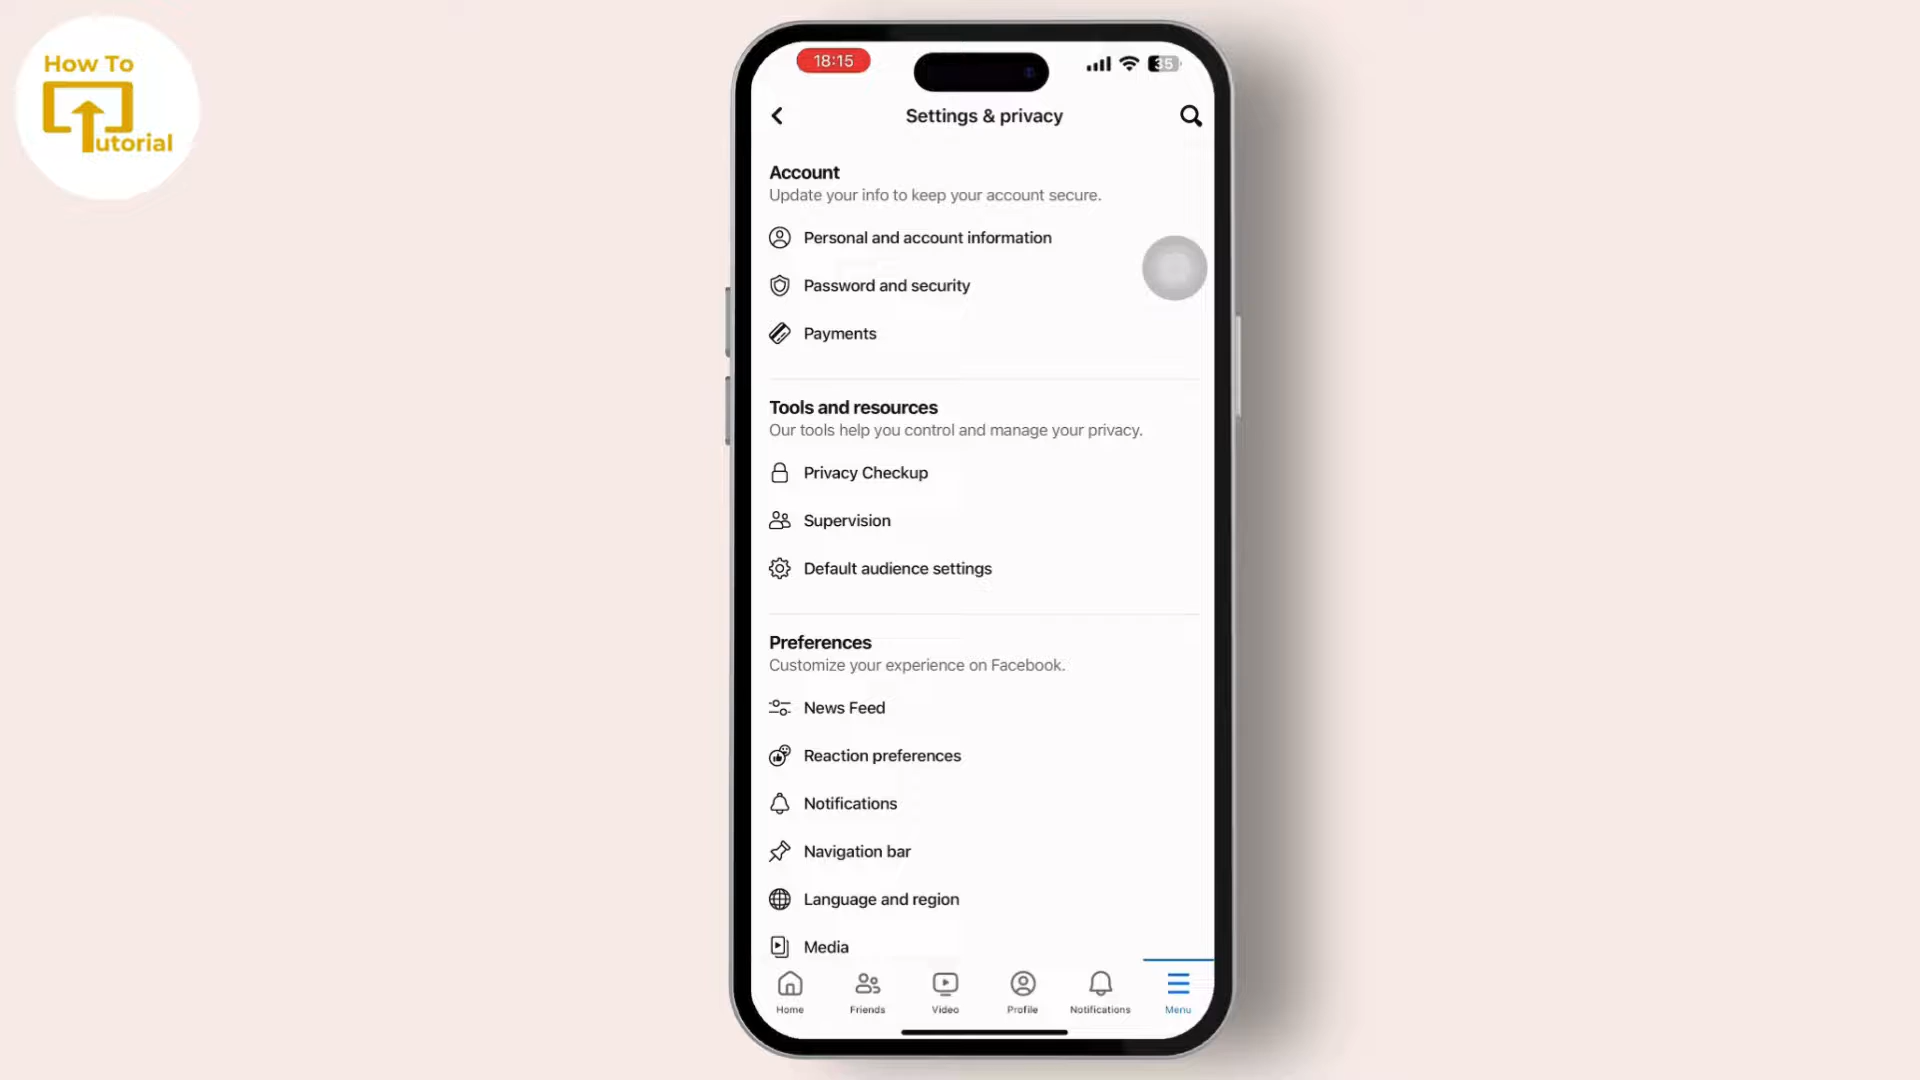 How To
Tutorial
18:15
35
Settings & privacy
Account
Update your info to keep your account secure.
Personal and account information
Password and security
Payments
Tools and resources
Our tools help you control and manage your privacy.
Privacy Checkup
Supervision
Default audience settings
Preferences
Customize your experience on Facebook.
News Feed
Reaction preferences
Notifications
Navigation bar
Language and region
Media
Home
Friends
Video
Profile
Notifications
Menu